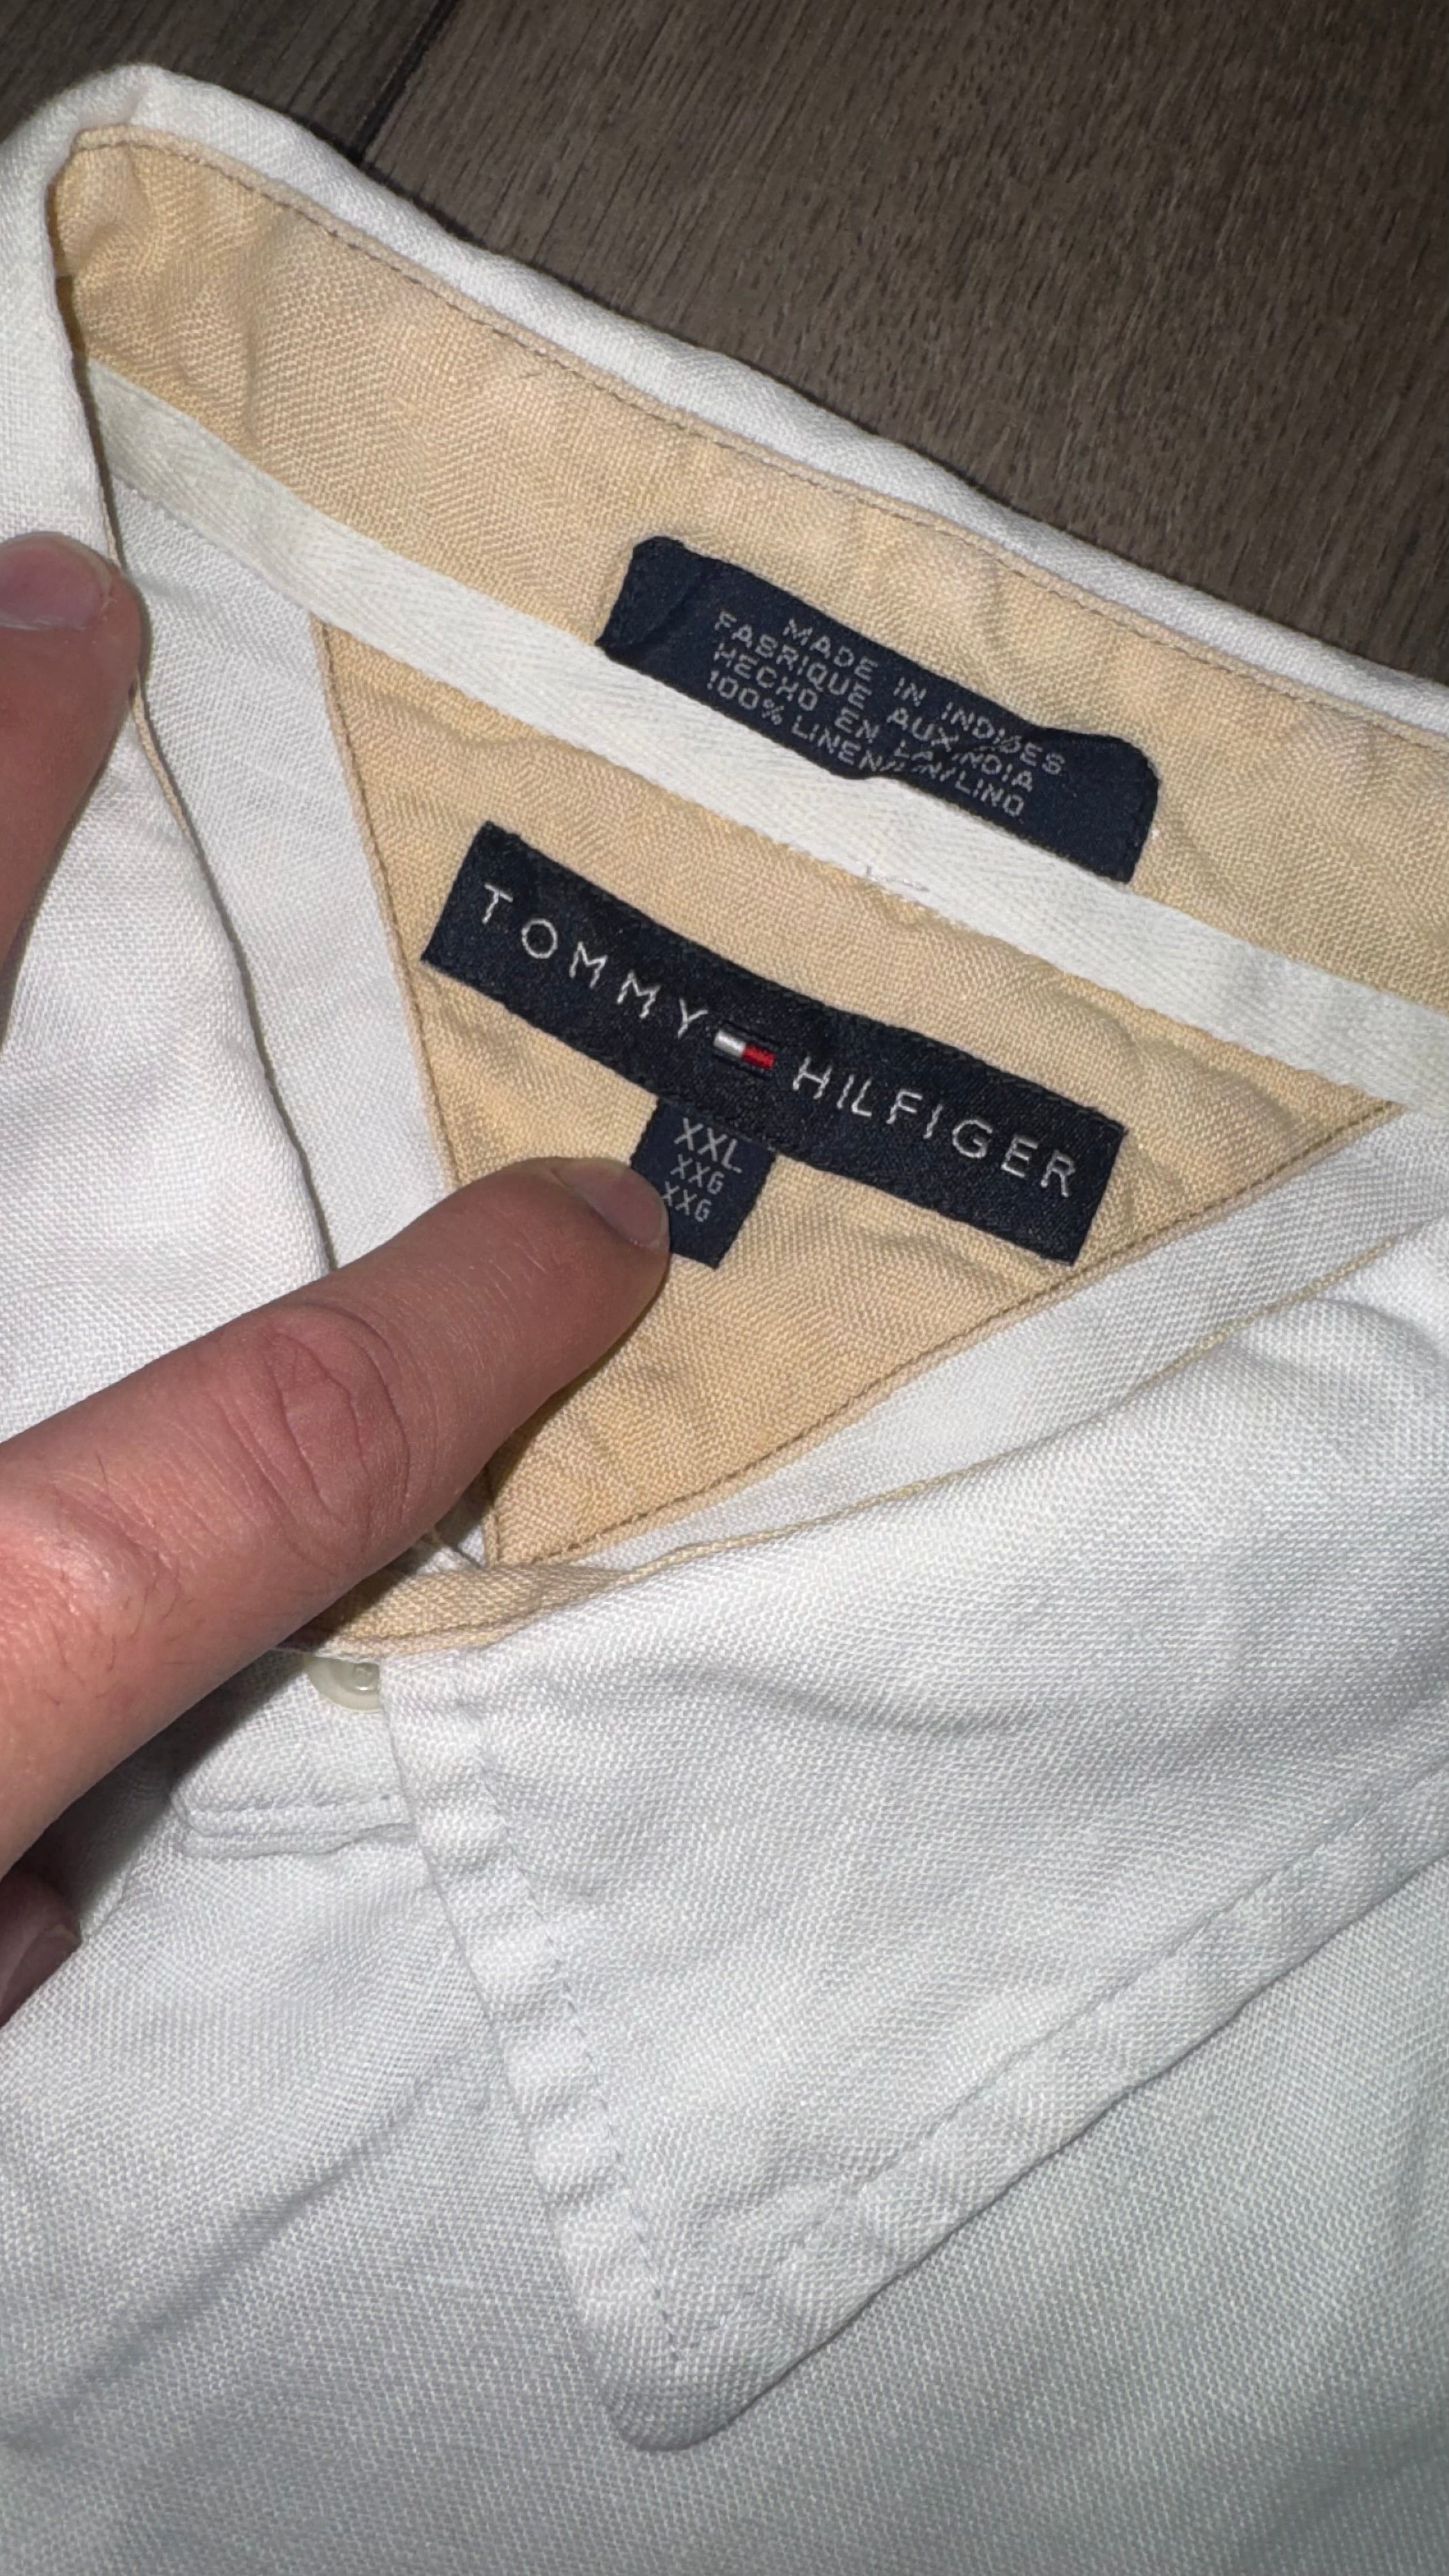 MADE IN INDIA
FABRIQUE AUX INDES
HECHO EN LA INDIA
100% LINEN/LIN/LINO
TOMMY HILFIGER
XXL
XXG
XXG